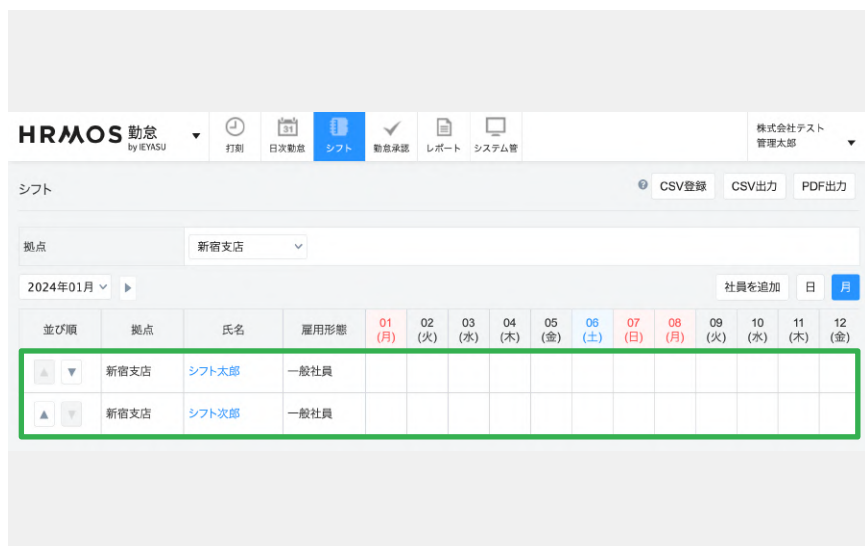 HRMOS 勤怠
by IEYASU
打刻
31
日次勤怠
シフト
勤怠承認
レポート
システム管
株式会社テスト
管理太郎
シフト
? CSV登録 CSV出力 PDF出力
拠点 新宿支店
2024年01月 社員を追加 日 月
並び順 拠点 氏名 雇用形態 01 02 03 04 05 06 07 08 09 10 11 12
(月) (火) (水) (木) (金) (土) (日) (月) (火) (水) (木) (金)
新宿支店 シフト太郎 一般社員
新宿支店 シフト次郎 一般社員